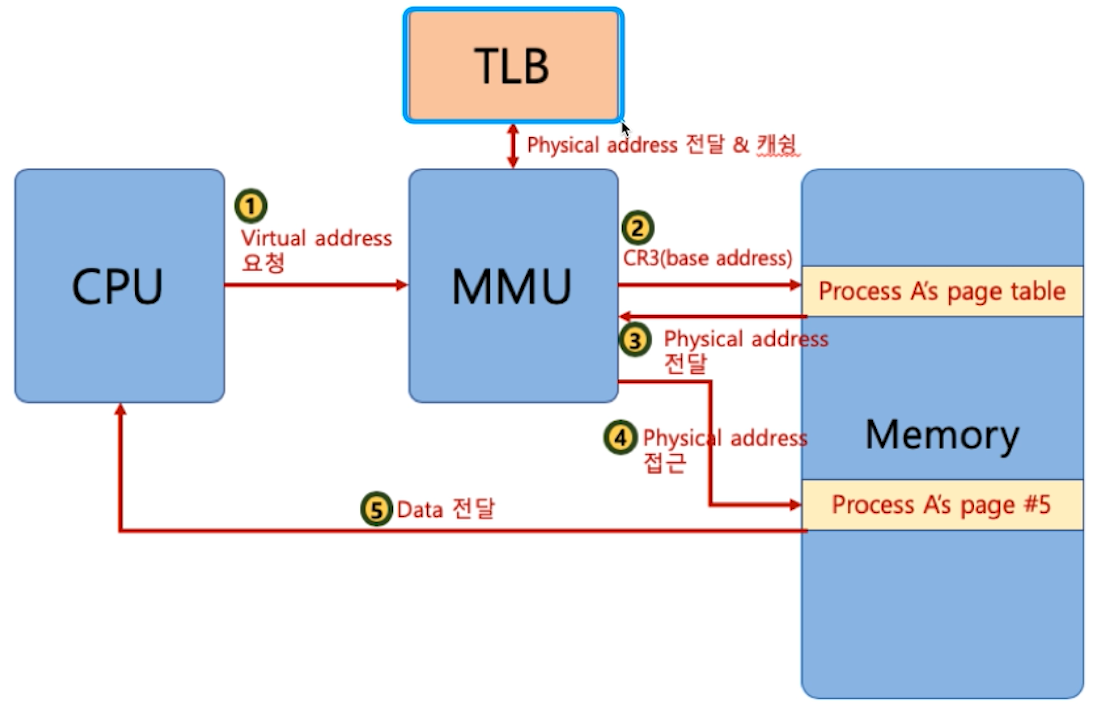 TLB
Physical address 전달 & 캐슁
1
Virtual address
요청
CPU
MMU
2
CR3(base address)
Process A's page table
3
Physical address
전달
4
Physical address
접근
Memory
Process A's page #5
5
Data 전달